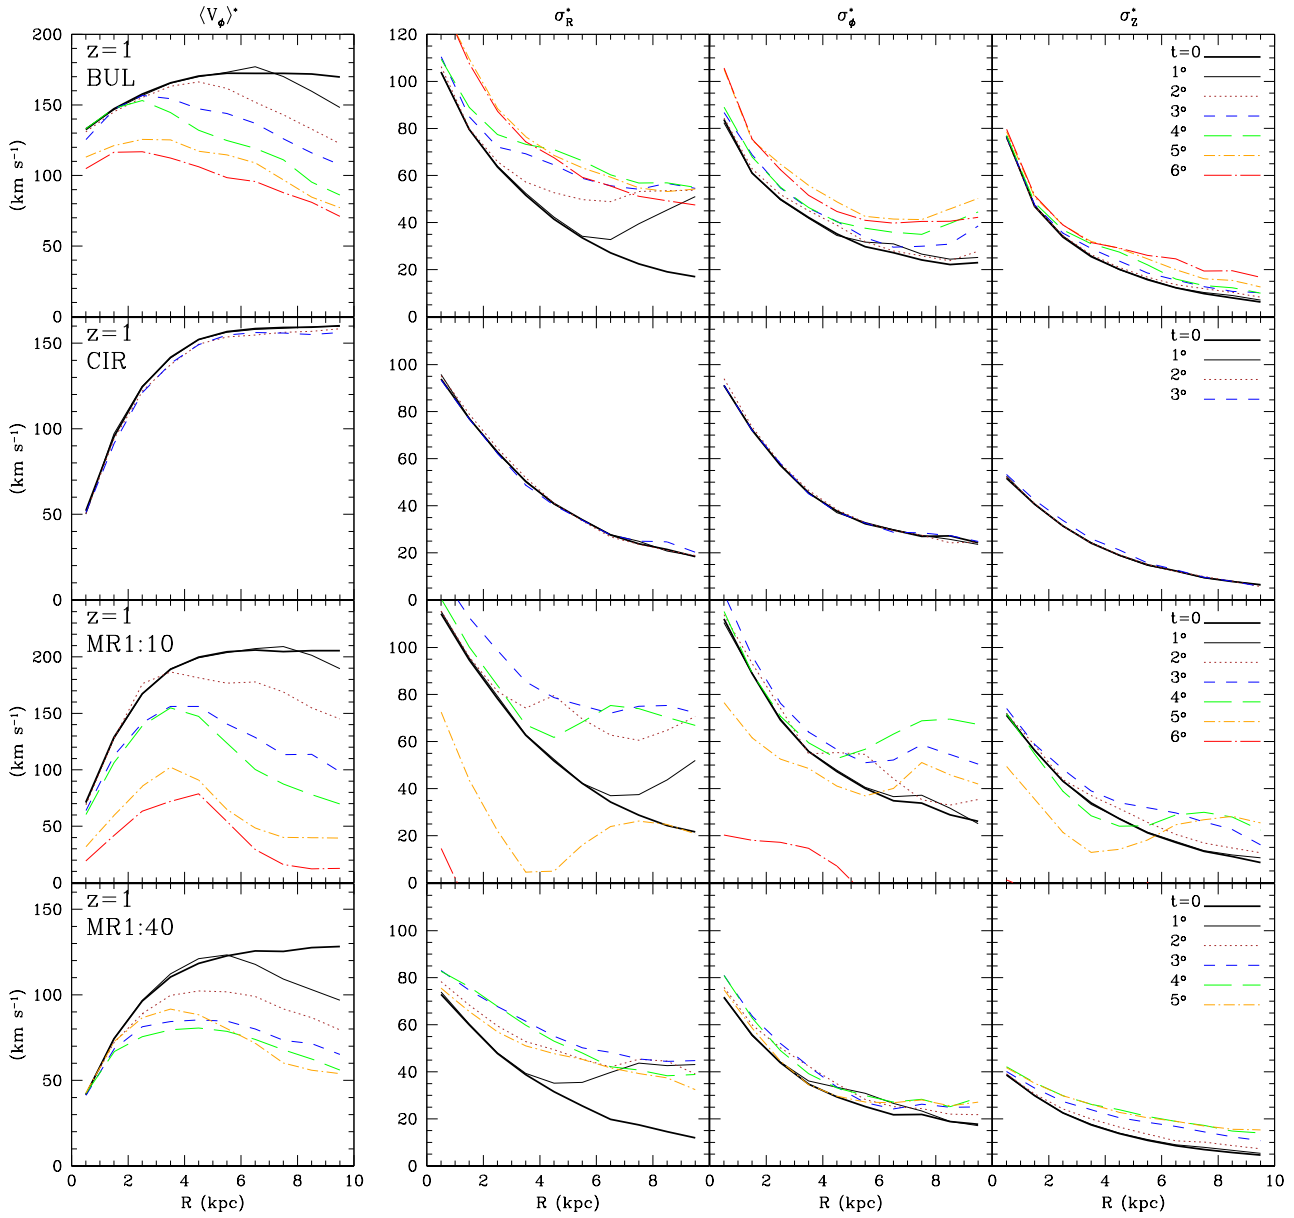 ⟨V_ϕ⟩* σ_R* σ_ϕ* σ_Z*
200 150 100 50 0
(km s⁻¹)
z=1
BUL
120 100 80 60 40 20 0
t=0
1°
2°
3°
4°
5°
6°
150 100 50 0
(km s⁻¹)
z=1
CIR
100 80 60 40 20 0
t=0
1°
2°
3°
200 150 100 50 0
(km s⁻¹)
z=1
MR1:10
100 80 60 40 20 0
t=0
1°
2°
3°
4°
5°
6°
150 100 50 0
(km s⁻¹)
z=1
MR1:40
100 80 60 40 20 0
t=0
1°
2°
3°
4°
5°
0 2 4 6 8 10 0 2 4 6 8 0 2 4 6 8 0 2 4 6 8 10
R (kpc) R (kpc) R (kpc) R (kpc)